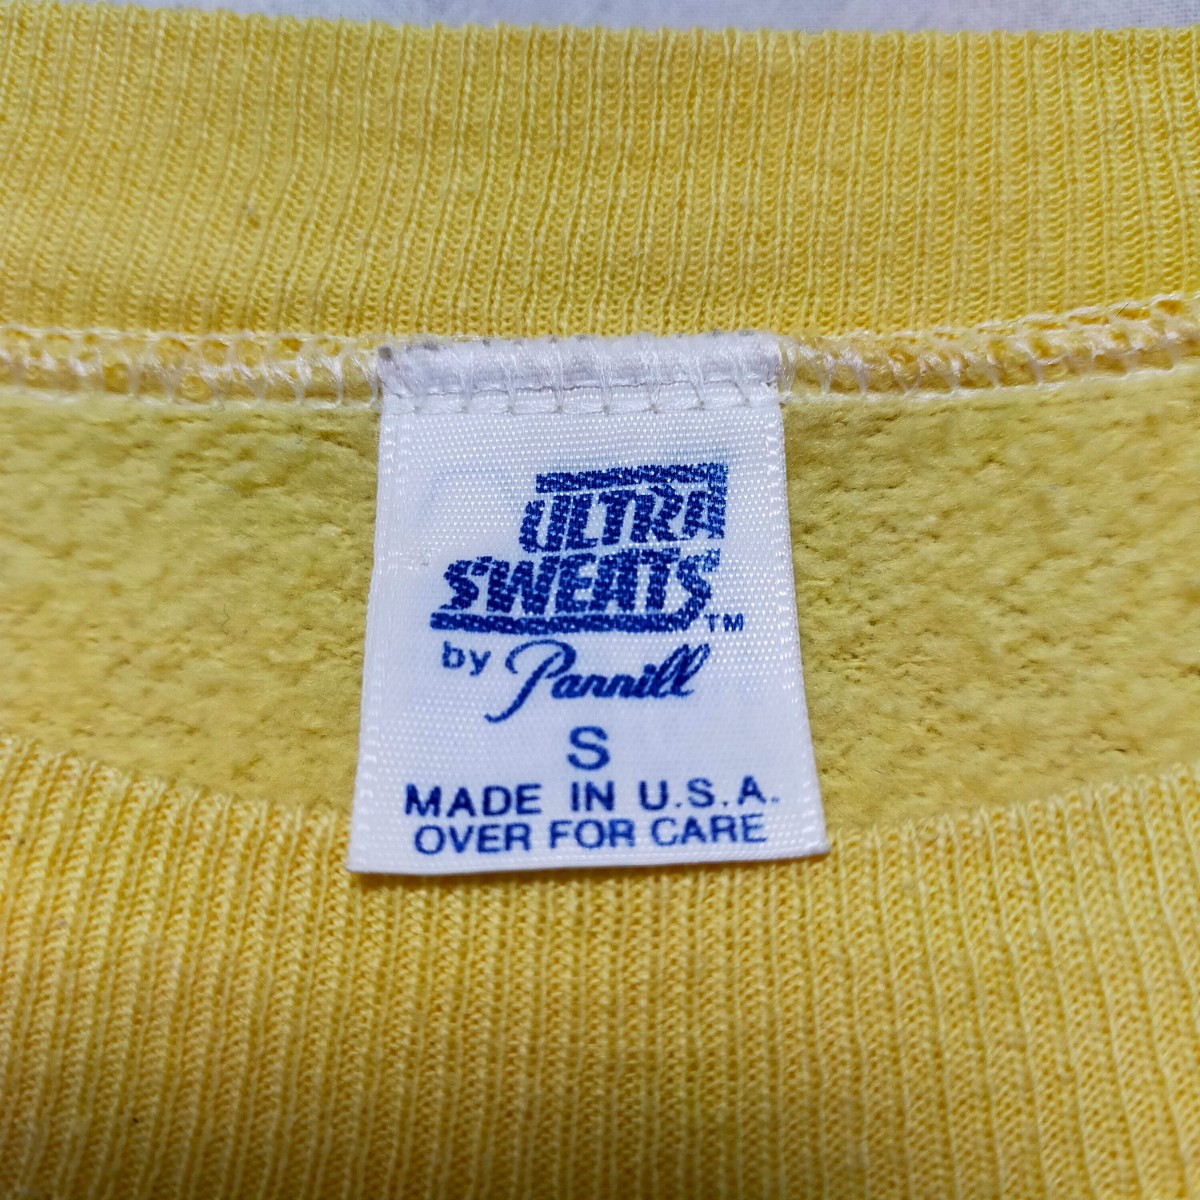 ULTRA
SWEATS™
by Pannill
S
MADE IN U.S.A.
OVER FOR CARE